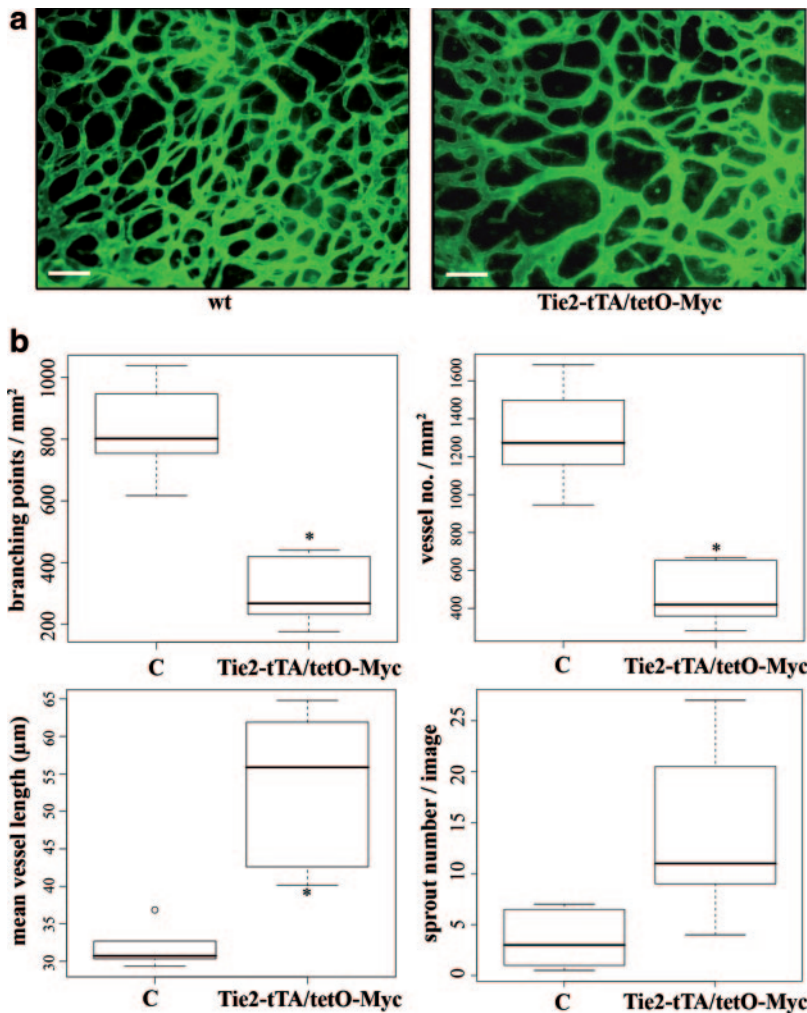 a
wt
Tie2-tTA/tetO-Myc
b
branching points / mm²
1000
800
600
400
200
C
Tie2-tTA/tetO-Myc
*
vessel no. / mm²
1600
1400
1200
1000
800
600
400
C
Tie2-tTA/tetO-Myc
*
mean vessel length (µm)
65
60
55
50
45
40
35
30
C
Tie2-tTA/tetO-Myc
*
sprout number / image
25
20
15
10
5
0
C
Tie2-tTA/tetO-Myc